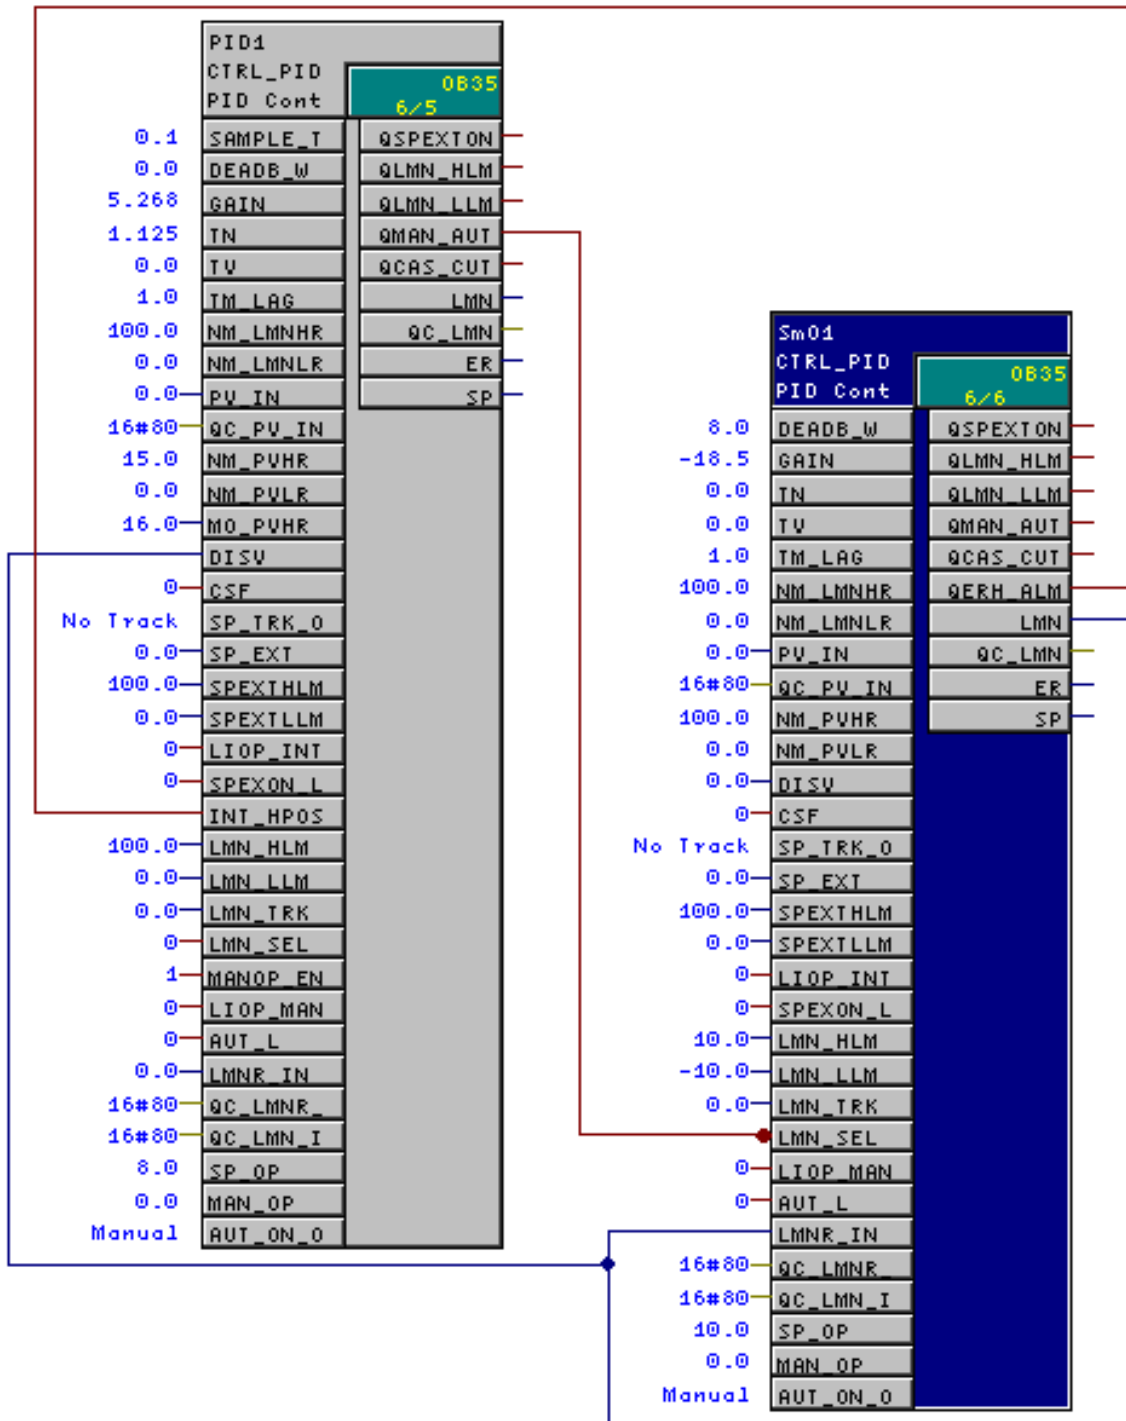 PID1
CTRL_PID
PID Cont
OB35
6/5
0.1 SAMPLE_T QSPEXTON
0.0 DEADB_W QLMN_HLM
5.268 GAIN QLMN_LLM
1.125 TN QMAN_AUT
0.0 TV QCAS_CUT
1.0 TM_LAG LMN
100.0 NM_LMNHR QC_LMN
0.0 NM_LMNLR ER
0.0 PV_IN SP
16#80 QC_PV_IN
15.0 NM_PVHR
0.0 NM_PVLR
16.0 MO_PVHR
DISV
0 CSF
No Track SP_TRK_O
0.0 SP_EXT
100.0 SPEXTHLM
0.0 SPEXTLLM
0 LIOP_INT
0 SPEXON_L
INT_HPOS
100.0 LMN_HLM
0.0 LMN_LLM
0.0 LMN_TRK
0 LMN_SEL
1 MANOP_EN
0 LIOP_MAN
0 AUT_L
0.0 LMNR_IN
16#80 QC_LMNR_
16#80 QC_LMN_I
8.0 SP_OP
0.0 MAN_OP
Manual AUT_ON_O
Sm01
CTRL_PID
PID Cont
OB35
6/6
8.0 DEADB_W QSPEXTON
-18.5 GAIN QLMN_HLM
0.0 TN QLMN_LLM
0.0 TV QMAN_AUT
1.0 TM_LAG QCAS_CUT
100.0 NM_LMNHR QERH_ALM
0.0 NM_LMNLR LMN
0.0 PV_IN QC_LMN
16#80 QC_PV_IN ER
100.0 NM_PVHR SP
0.0 NM_PVLR
0.0 DISV
0 CSF
No Track SP_TRK_O
0.0 SP_EXT
100.0 SPEXTHLM
0.0 SPEXTLLM
0 LIOP_INT
0 SPEXON_L
10.0 LMN_HLM
-10.0 LMN_LLM
0.0 LMN_TRK
LMN_SEL
0 LIOP_MAN
0 AUT_L
LMNR_IN
16#80 QC_LMNR_
16#80 QC_LMN_I
10.0 SP_OP
0.0 MAN_OP
Manual AUT_ON_O